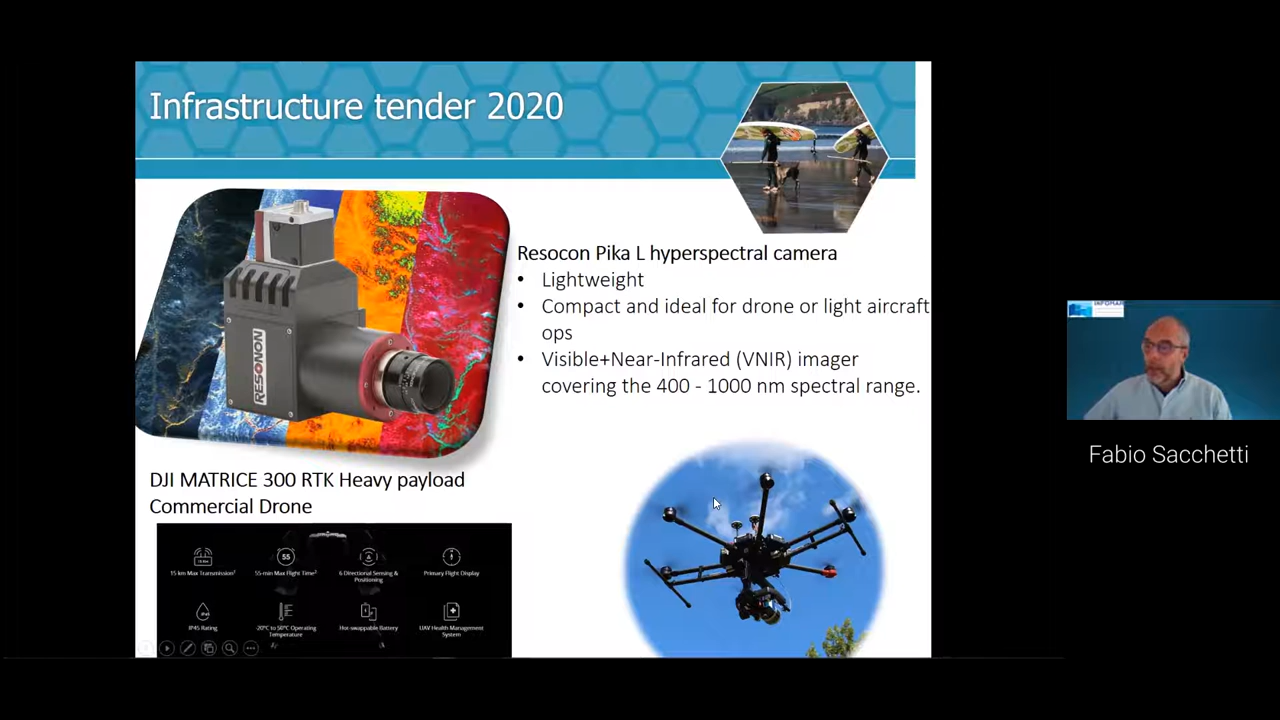 Infrastructure tender 2020
RESONON
Resocon Pika L hyperspectral camera
• Lightweight
• Compact and ideal for drone or light aircraft
ops
• Visible+Near-Infrared (VNIR) imager
covering the 400 - 1000 nm spectral range.
DJI MATRICE 300 RTK Heavy payload
Commercial Drone
15 km Max Transmission
55
55-min Max Flight Time
6 Directional Sensing &
Positioning
Primary Flight Display
IP45 Rating
-20°C to 50°C Operating
Temperature
Hot-swappable Battery
UAV Health Management
System
INFOMAR
Fabio Sacchetti